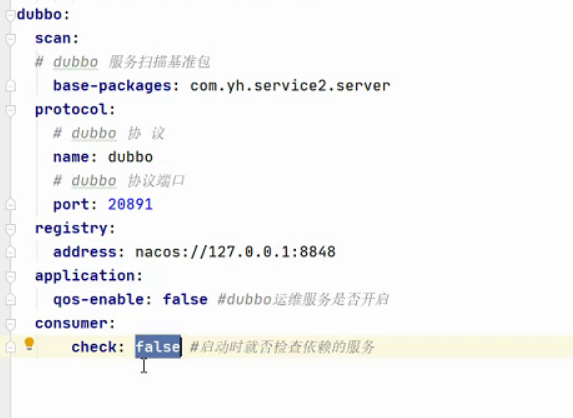 dubbo:
scan:
# dubbo 服务扫描基准包
base-packages: com.yh.service2.server
protocol:
# dubbo 协 议
name: dubbo
# dubbo 协议端口
port: 20891
registry:
address: nacos://127.0.0.1:8848
application:
qos-enable: false #dubbo运维服务是否开启
consumer:
check: false #启动时就否检查依赖的服务